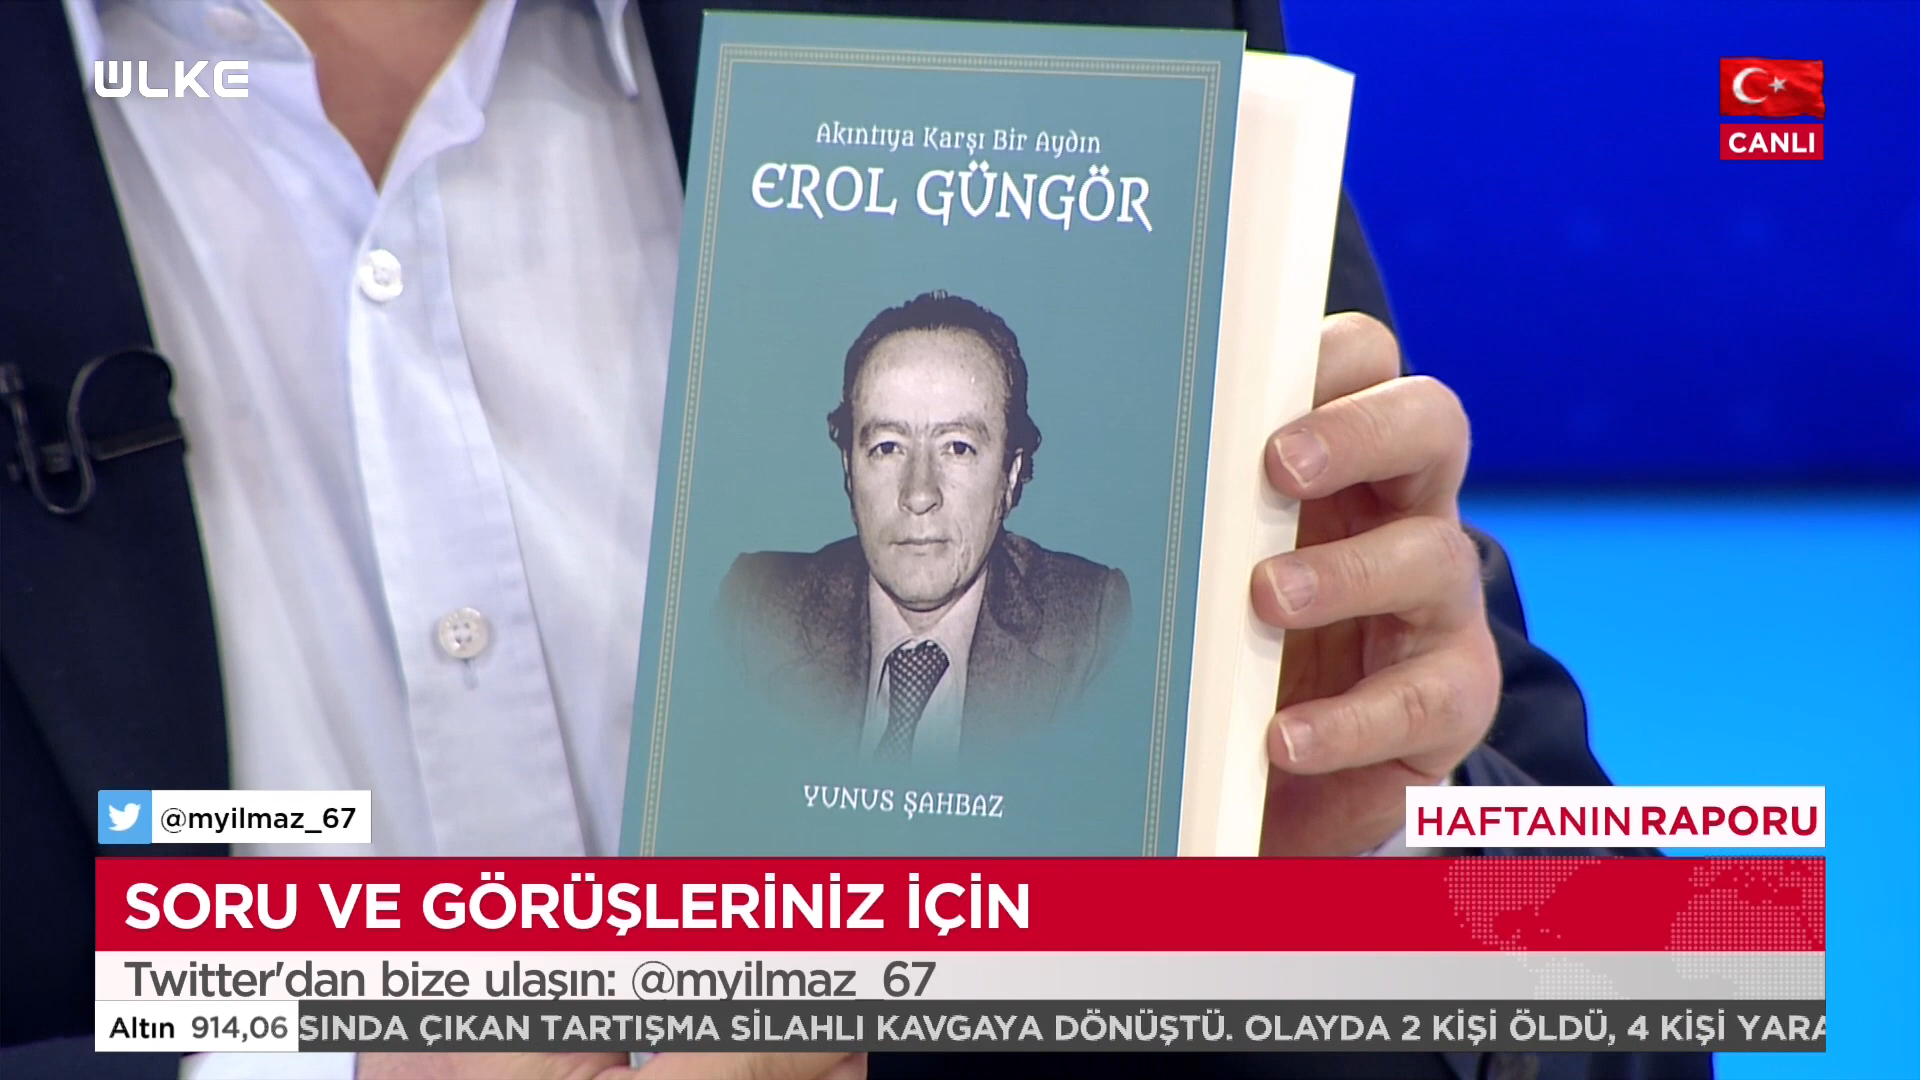 ÜLKE
CANLI
Akıntıya Karşı Bir Aydın
EROL GÜNGÖR
YUNUS ŞAHBAZ
@myilmaz_67
HAFTANIN RAPORU
SORU VE GÖRÜŞLERİNİZ İÇİN
Twitter'dan bize ulaşın: @myilmaz_67
Altın 914,06 SINDA ÇIKAN TARTIŞMA SİLAHLI KAVGAYA DÖNÜŞTÜ. OLAYDA 2 KİŞİ ÖLDÜ, 4 KİŞİ YARA